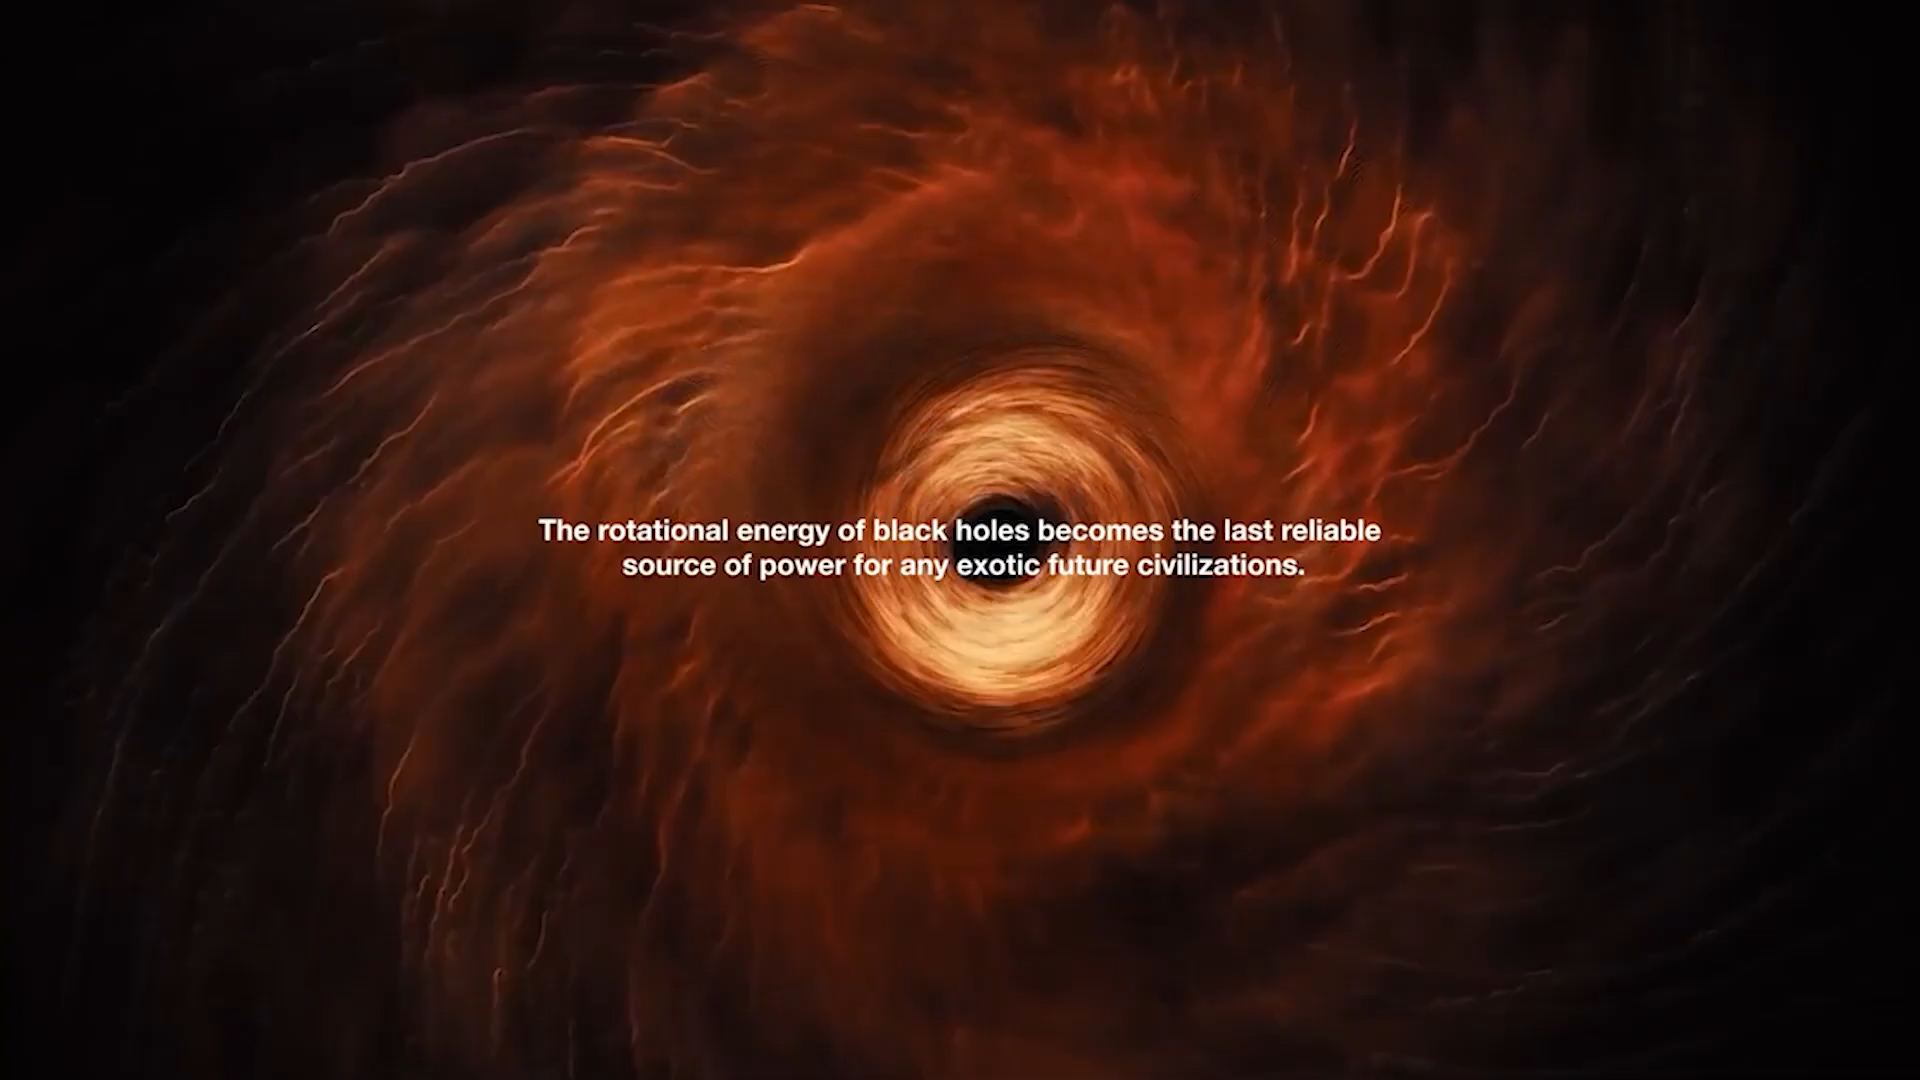 The rotational energy of black holes becomes the last reliable
source of power for any exotic future civilizations.